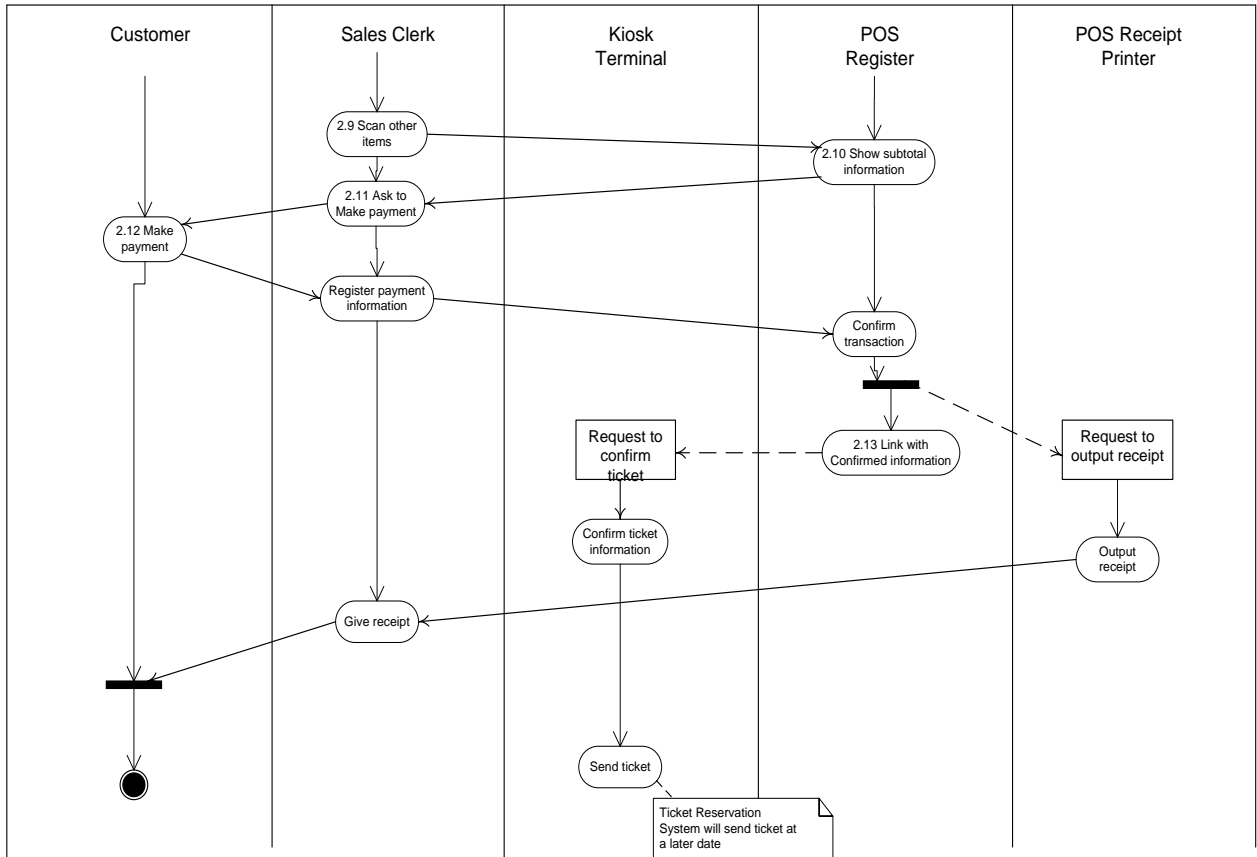 Customer
Sales Clerk
Kiosk
Terminal
POS
Register
POS Receipt
Printer
2.9 Scan other
items
2.10 Show subtotal
information
2.11 Ask to
Make payment
2.12 Make
payment
Register payment
information
Confirm
transaction
Request to
confirm
ticket
2.13 Link with
Confirmed information
Request to
output receipt
Confirm ticket
information
Output
receipt
Give receipt
Send ticket
Ticket Reservation
System will send ticket at
a later date